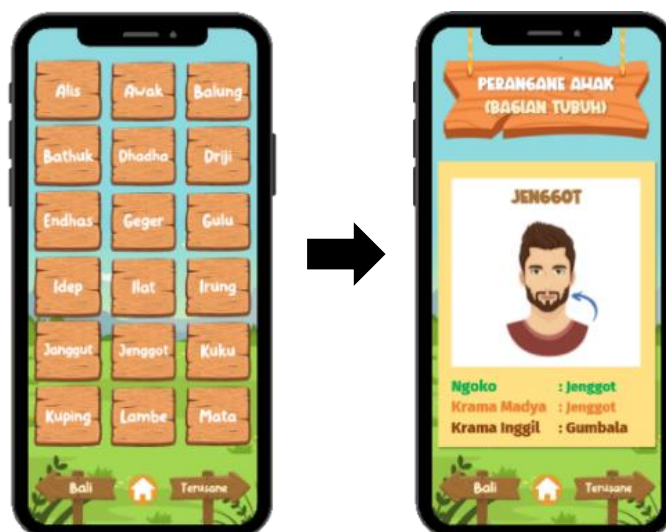 Alis Awak Balung
Bathuk Dhadha Driji
Endhas Geger Gulu
Idep Ilat Irung
Janggut Jenggot Kuku
Kuping Lambe Mata
Bali Terusane
PERANGANE AWAK
(BAGIAN TUBUH)
JENGGOT
Ngoko : Jenggot
Krama Madya : Jenggot
Krama Inggil : Gumbala
Bali Terusane